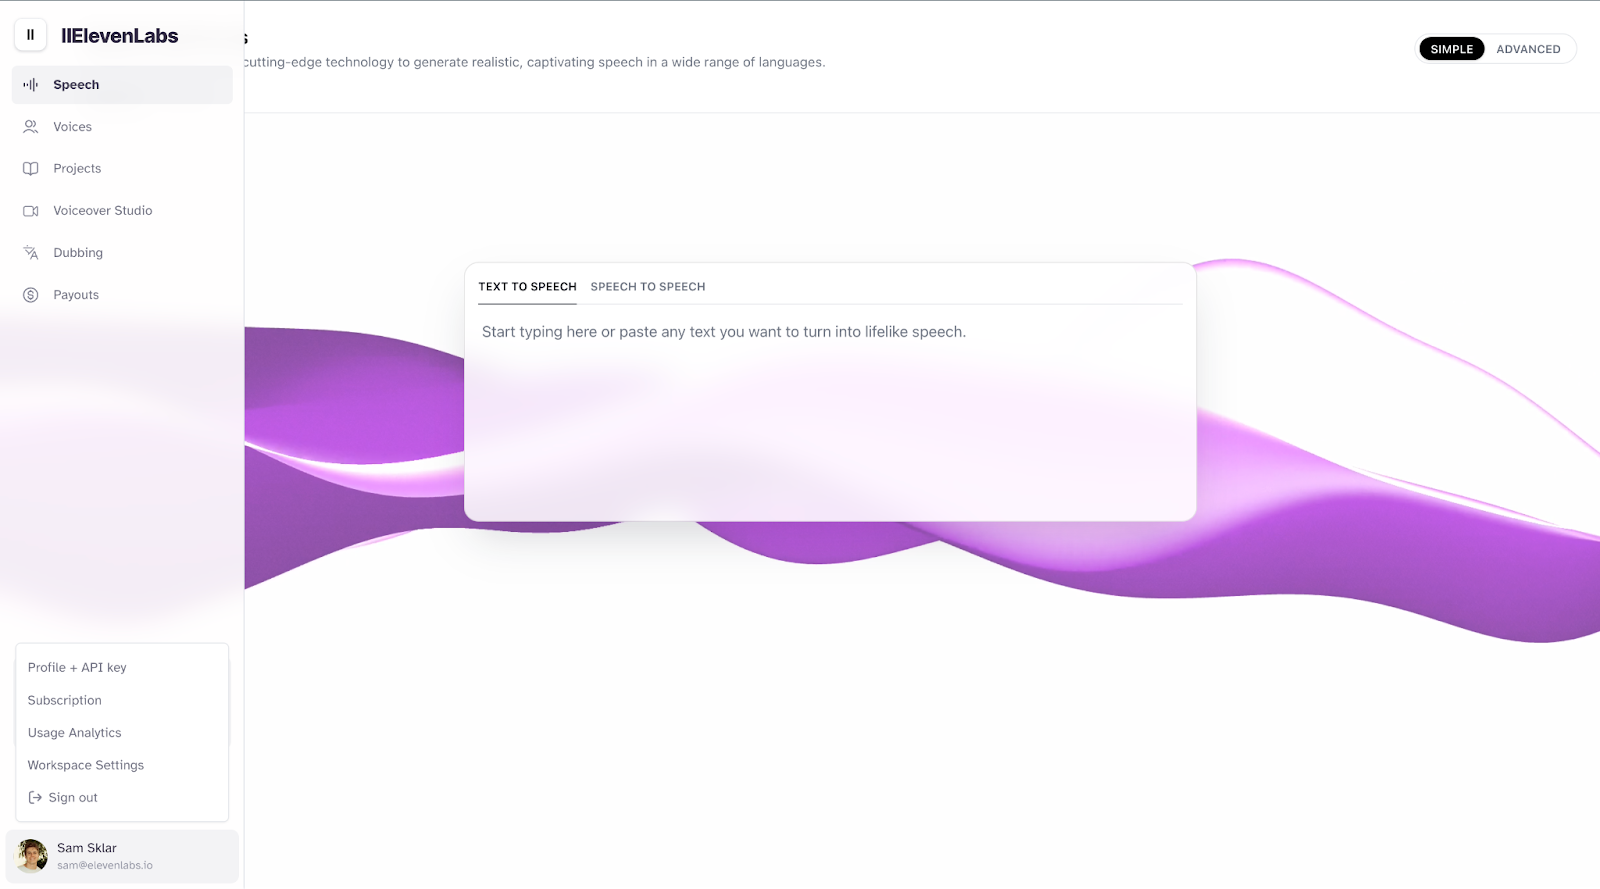 IIElevenLabs
s
cutting-edge technology to generate realistic, captivating speech in a wide range of languages.
SIMPLE ADVANCED
Speech
Voices
Projects
Voiceover Studio
Dubbing
Payouts
TEXT TO SPEECH SPEECH TO SPEECH
Start typing here or paste any text you want to turn into lifelike speech.
Profile + API key
Subscription
Usage Analytics
Workspace Settings
Sign out
Sam Sklar
sam@elevenlabs.io